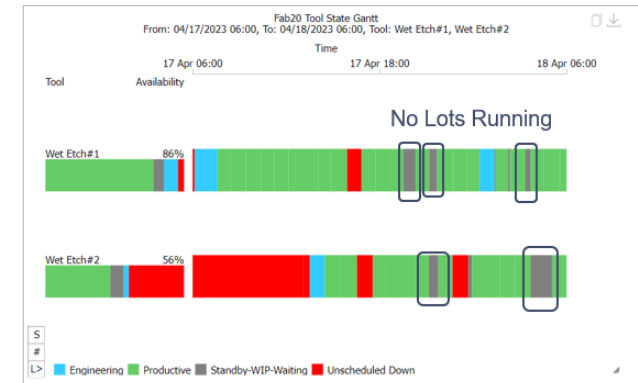 Fab20 Tool State Gantt
From: 04/17/2023 06:00, To: 04/18/2023 06:00, Tool: Wet Etch#1, Wet Etch#2
Time
17 Apr 06:00 17 Apr 18:00 18 Apr 06:00
Tool Availability
No Lots Running
Wet Etch#1 86%
Wet Etch#2 56%
S
#
L> Engineering Productive Standby-WIP-Waiting Unscheduled Down